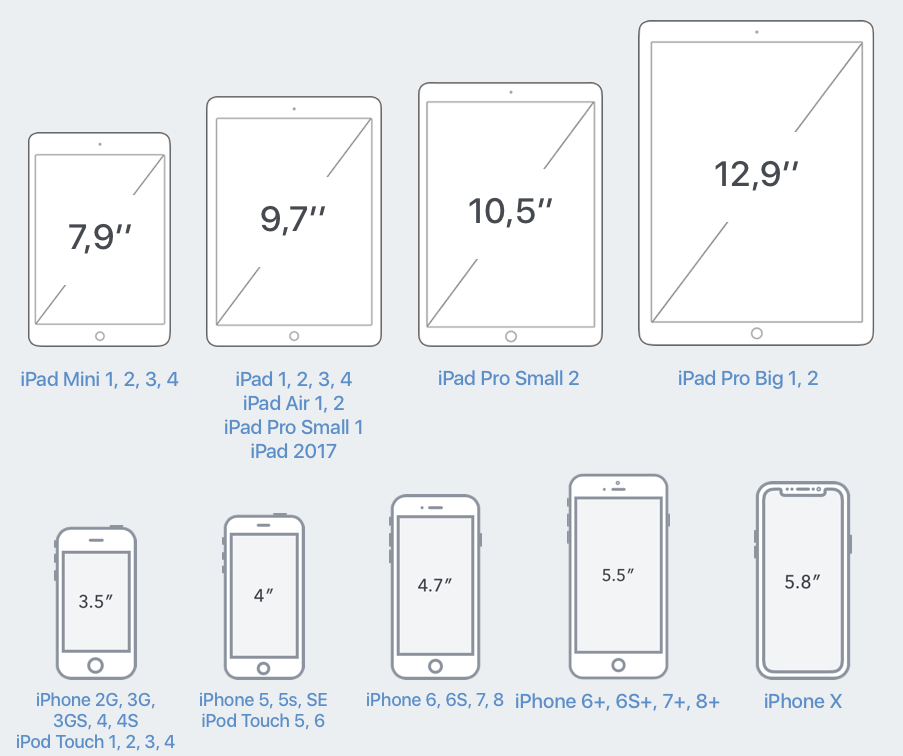 7,9′′
9,7′′
10,5′′
12,9′′
iPad Mini 1, 2, 3, 4
iPad 1, 2, 3, 4
iPad Air 1, 2
iPad Pro Small 1
iPad 2017
iPad Pro Small 2
iPad Pro Big 1, 2
3.5″
4″
4.7″
5.5″
5.8″
iPhone 2G, 3G,
3GS, 4, 4S
iPod Touch 1, 2, 3, 4
iPhone 5, 5s, SE
iPod Touch 5, 6
iPhone 6, 6S, 7, 8
iPhone 6+, 6S+, 7+, 8+
iPhone X